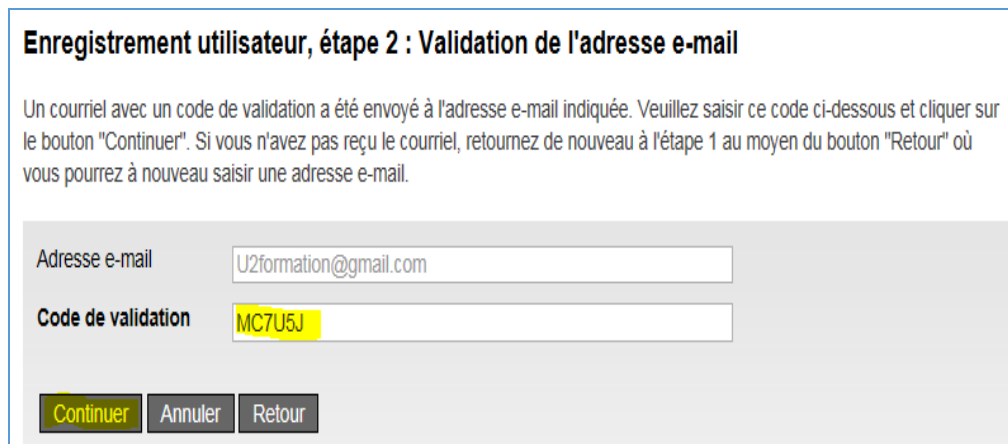 Enregistrement utilisateur, étape 2 : Validation de l'adresse e-mail
Un courriel avec un code de validation a été envoyé à l'adresse e-mail indiquée. Veuillez saisir ce code ci-dessous et cliquer sur
le bouton "Continuer". Si vous n'avez pas reçu le courriel, retournez de nouveau à l'étape 1 au moyen du bouton "Retour" où
vous pourrez à nouveau saisir une adresse e-mail.
Adresse e-mail U2formation@gmail.com
Code de validation MC7U5J
Continuer Annuler Retour